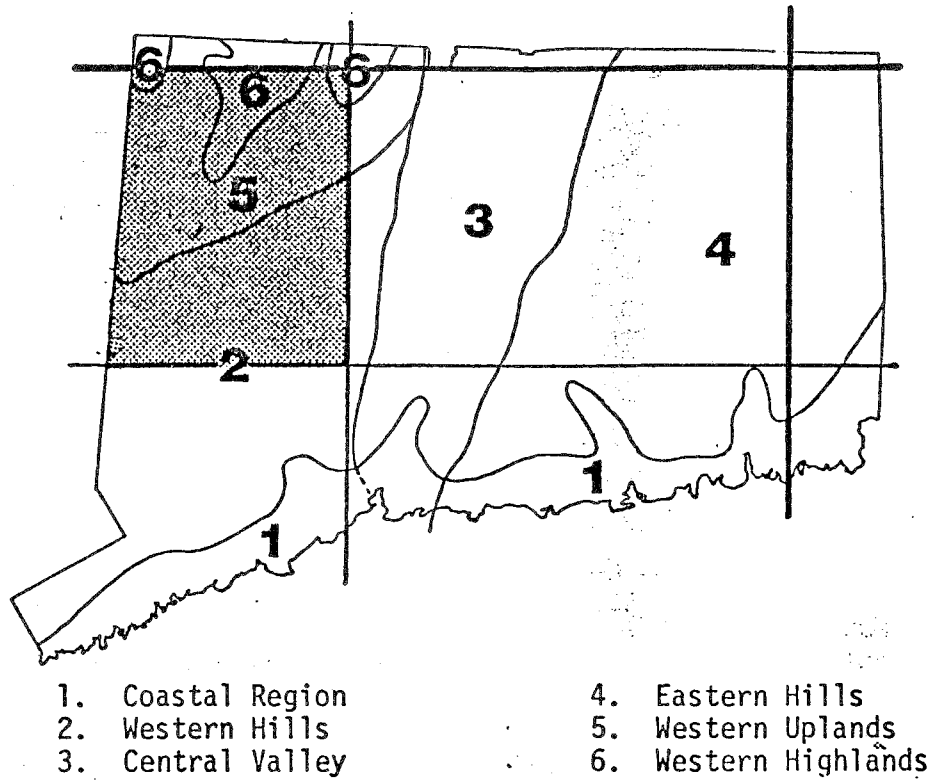 6 6
6
5
3
4
2
1
1
1. Coastal Region
2. Western Hills
3. Central Valley
4. Eastern Hills
5. Western Uplands
6. Western Highlands